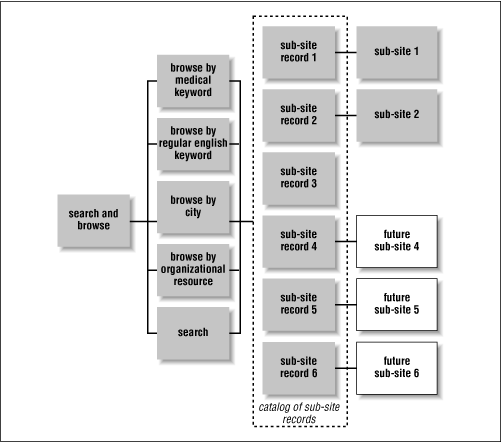 search and
browse
browse by
medical
keyword
browse by
regular english
keyword
browse by
city
browse by
organizational
resource
search
sub-site
record 1
sub-site
record 2
sub-site
record 3
sub-site
record 4
sub-site
record 5
sub-site
record 6
catalog of sub-site
records
sub-site 1
sub-site 2
future
sub-site 4
future
sub-site 5
future
sub-site 6